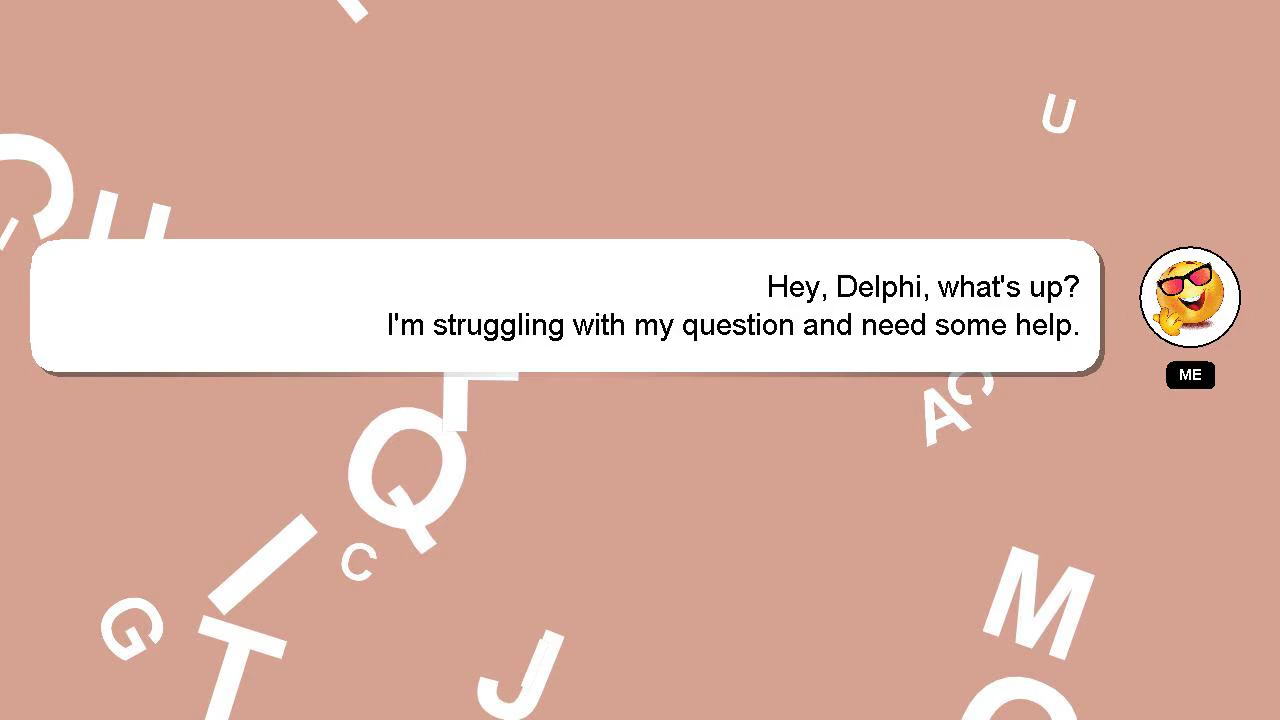 U
U
Hey, Delphi, what's up?
I'm struggling with my question and need some help.
ME
A
C
Q
I
C
M
G
T
J